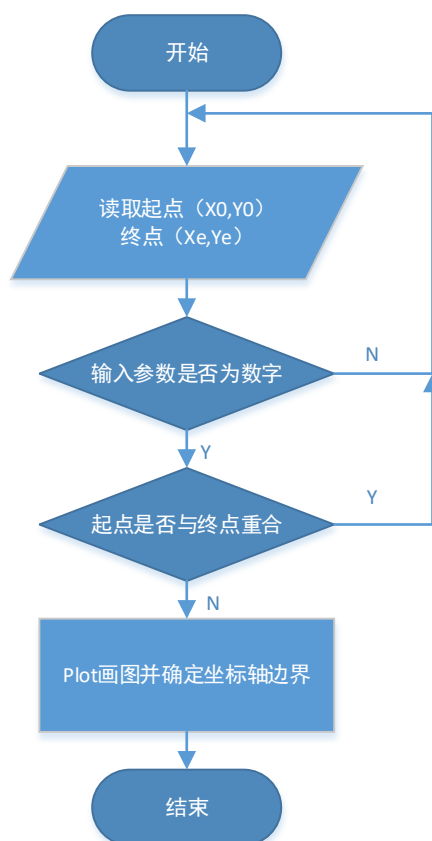 开始
读取起点（X0,Y0）
终点（Xe,Ye）
输入参数是否为数字
N
Y
起点是否与终点重合
Y
N
Plot画图并确定坐标轴边界
结束